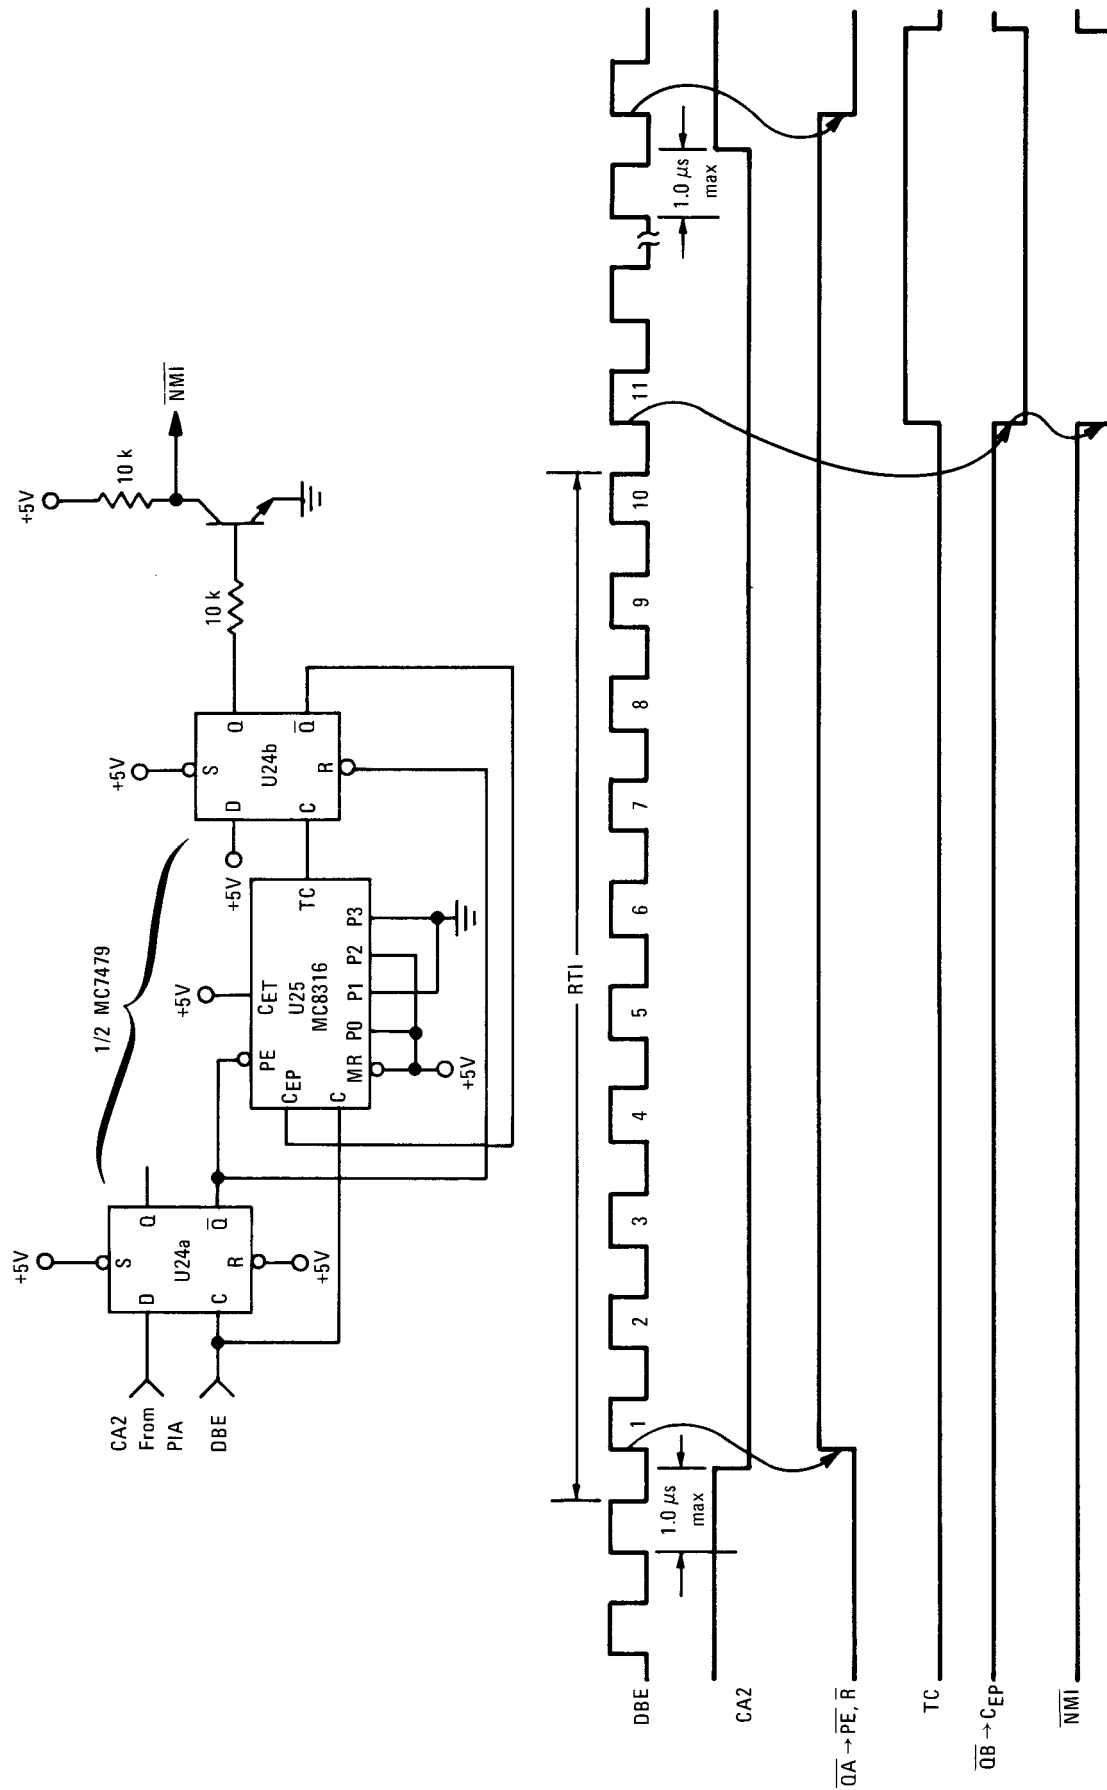 1/2 MC7479
+5V
+5V
+5V
+5V
10 k
NMI
CA2
From
PIA
DBE
D
S
Q
U24a
C
R
Q
+5V
PE
CET
CEP
U25
MC8316
C
MR
P0
P1
P2
P3
TC
+5V
D
S
Q
U24b
C
R
Q
10 k
+5V
RTI
DBE
1
2
3
4
5
6
7
8
9
10
11
1.0 μs
max
1.0 μs
max
CA2
QA → PE, R
TC
QB → CEP
NMI